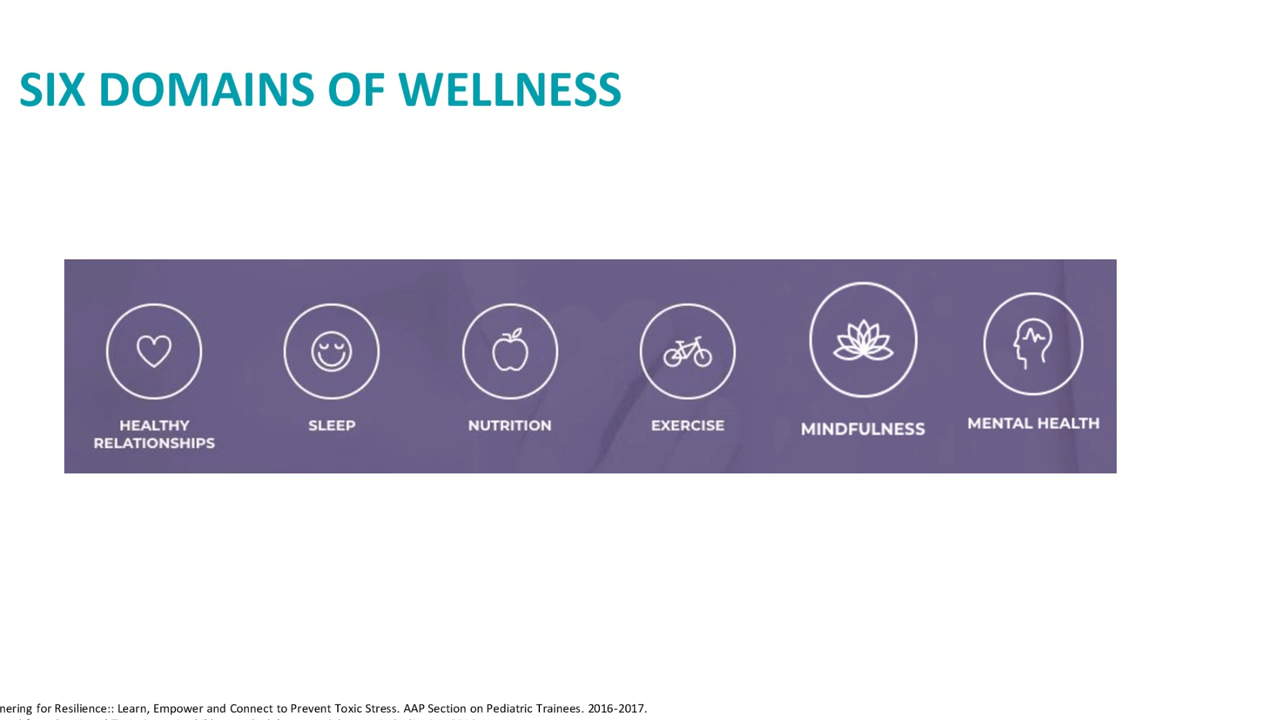 SIX DOMAINS OF WELLNESS
HEALTHY
RELATIONSHIPS
SLEEP
NUTRITION
EXERCISE
MINDFULNESS
MENTAL HEALTH
for Resilience:: Learn, Empower and Connect to Prevent Toxic Stress. AAP Section on Pediatric Trainees. 2016-2017.